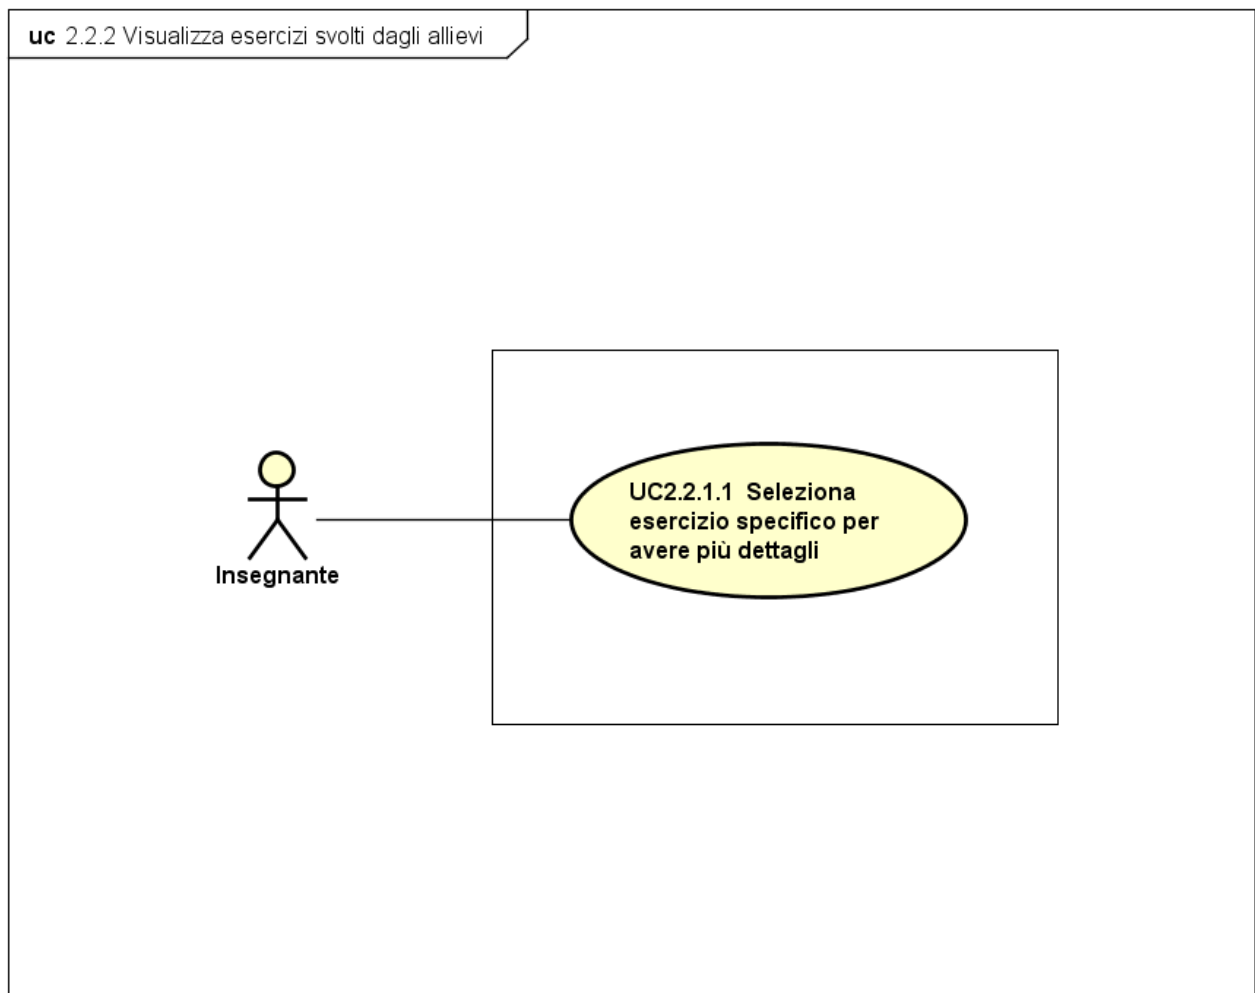 uc 2.2.2 Visualizza esercizi svolti dagli allievi
UC2.2.1.1 Seleziona
esercizio specifico per
avere più dettagli
Insegnante